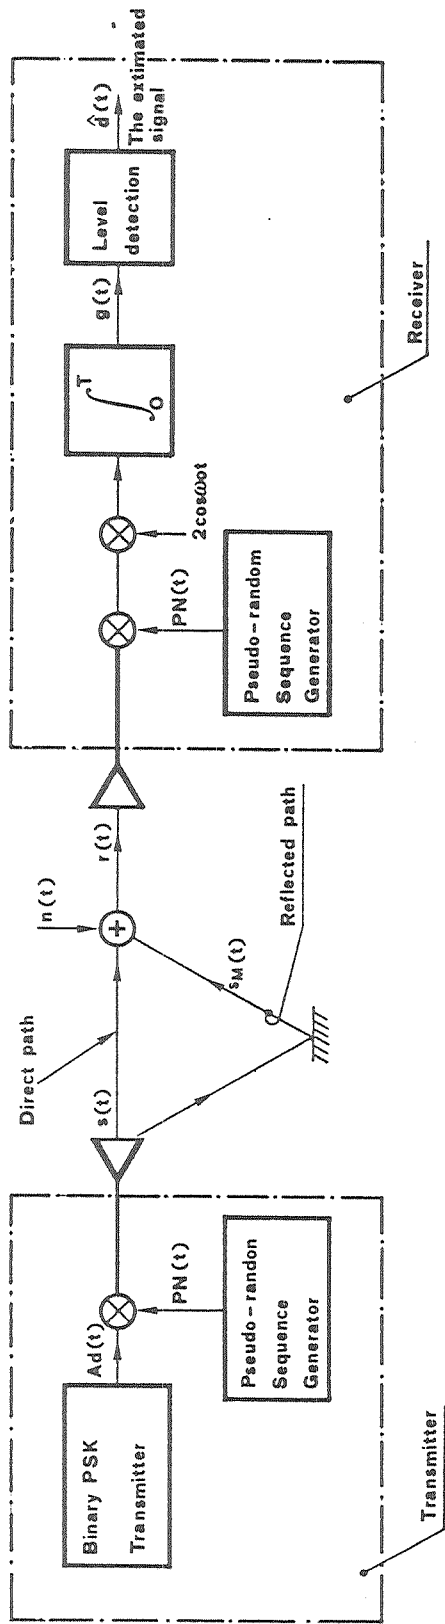 Binary PSK
Transmitter
Ad(t)
PN(t)
Pseudo-randon
Sequence
Generator
Transmitter
s(t)
Direct path
n(t)
r(t)
sM(t)
Reflected path
PN(t)
Pseudo-random
Sequence
Generator
2cosωot
∫OT
g(t)
Level
detection
d̂(t)
The extimated
signal
Receiver